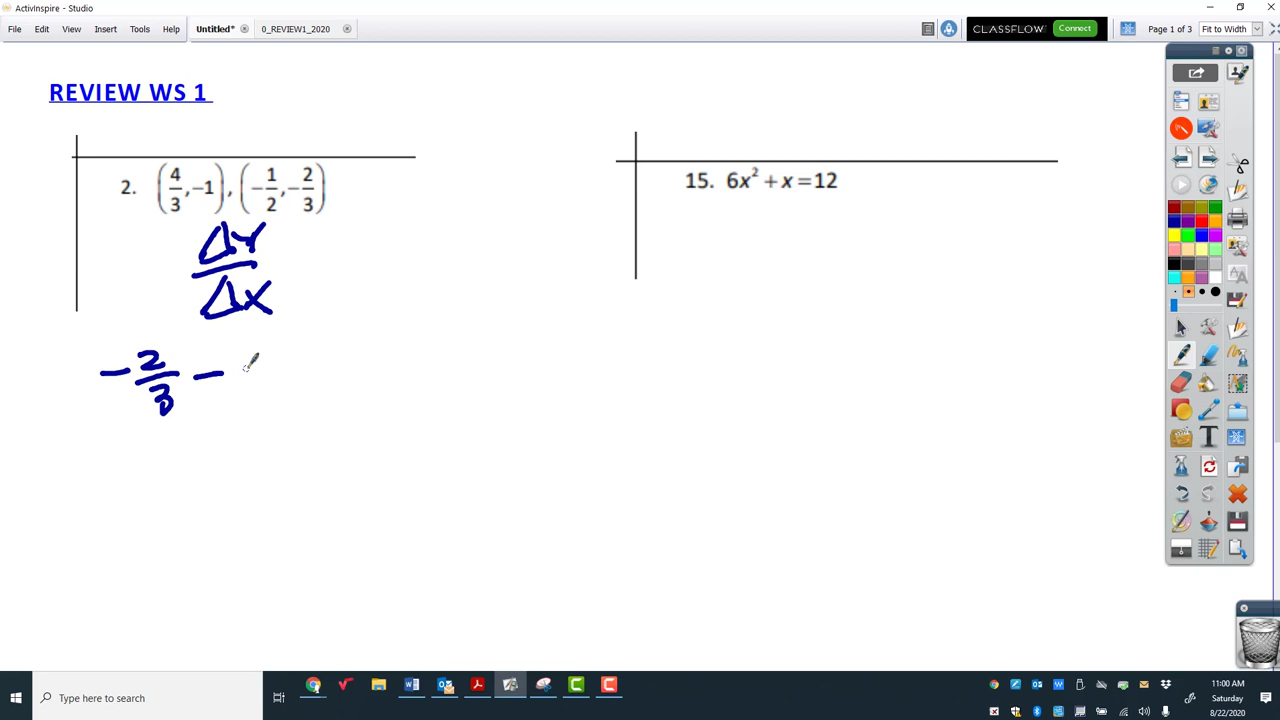 ActivInspire - Studio
File Edit View Insert Tools Help Untitled* 0_REVIEW1_2020 CLASSFLOW Connect Page 1 of 3 Fit to Width
REVIEW WS 1
2. (4/3, −1), (−1/2, −2/3)
15. 6x² + x = 12
ΔY
ΔX
− 2/3 −
Type here to search
11:00 AM
Saturday
8/22/2020